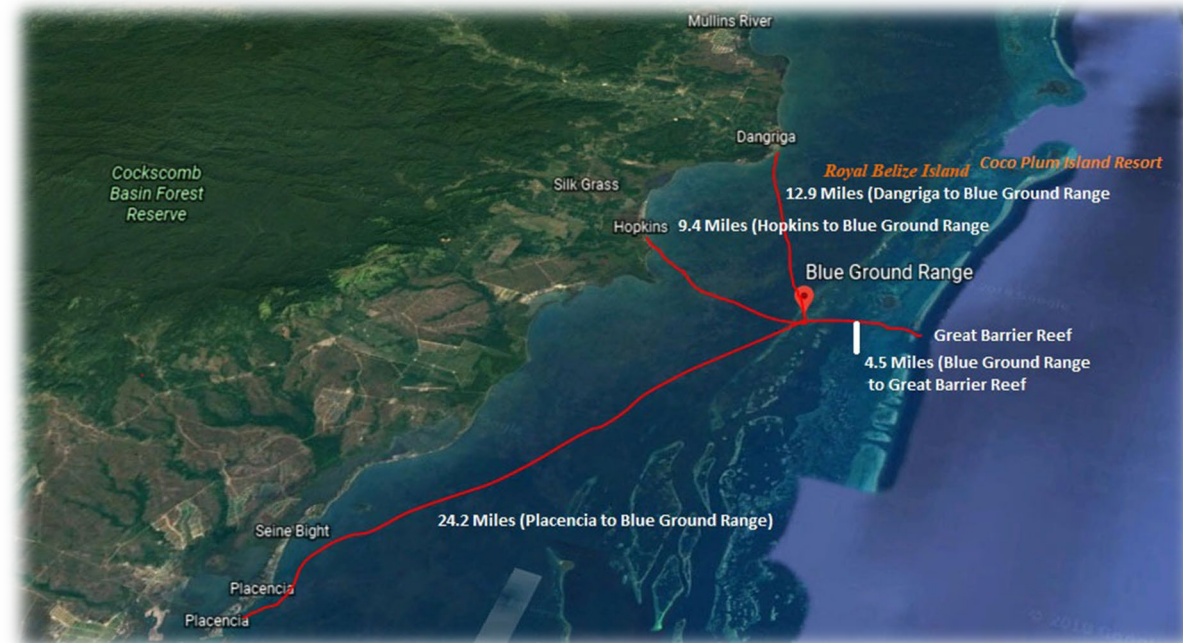 Mullins River
Dangriga
Cockscomb
Basin Forest
Reserve
Royal Belize Island
Coco Plum Island Resort
Silk Grass
12.9 Miles (Dangriga to Blue Ground Range
Hopkins
9.4 Miles (Hopkins to Blue Ground Range
Blue Ground Range
Great Barrier Reef
4.5 Miles (Blue Ground Range
to Great Barrier Reef
24.2 Miles (Placencia to Blue Ground Range)
Seine Bight
Placencia
Placencia